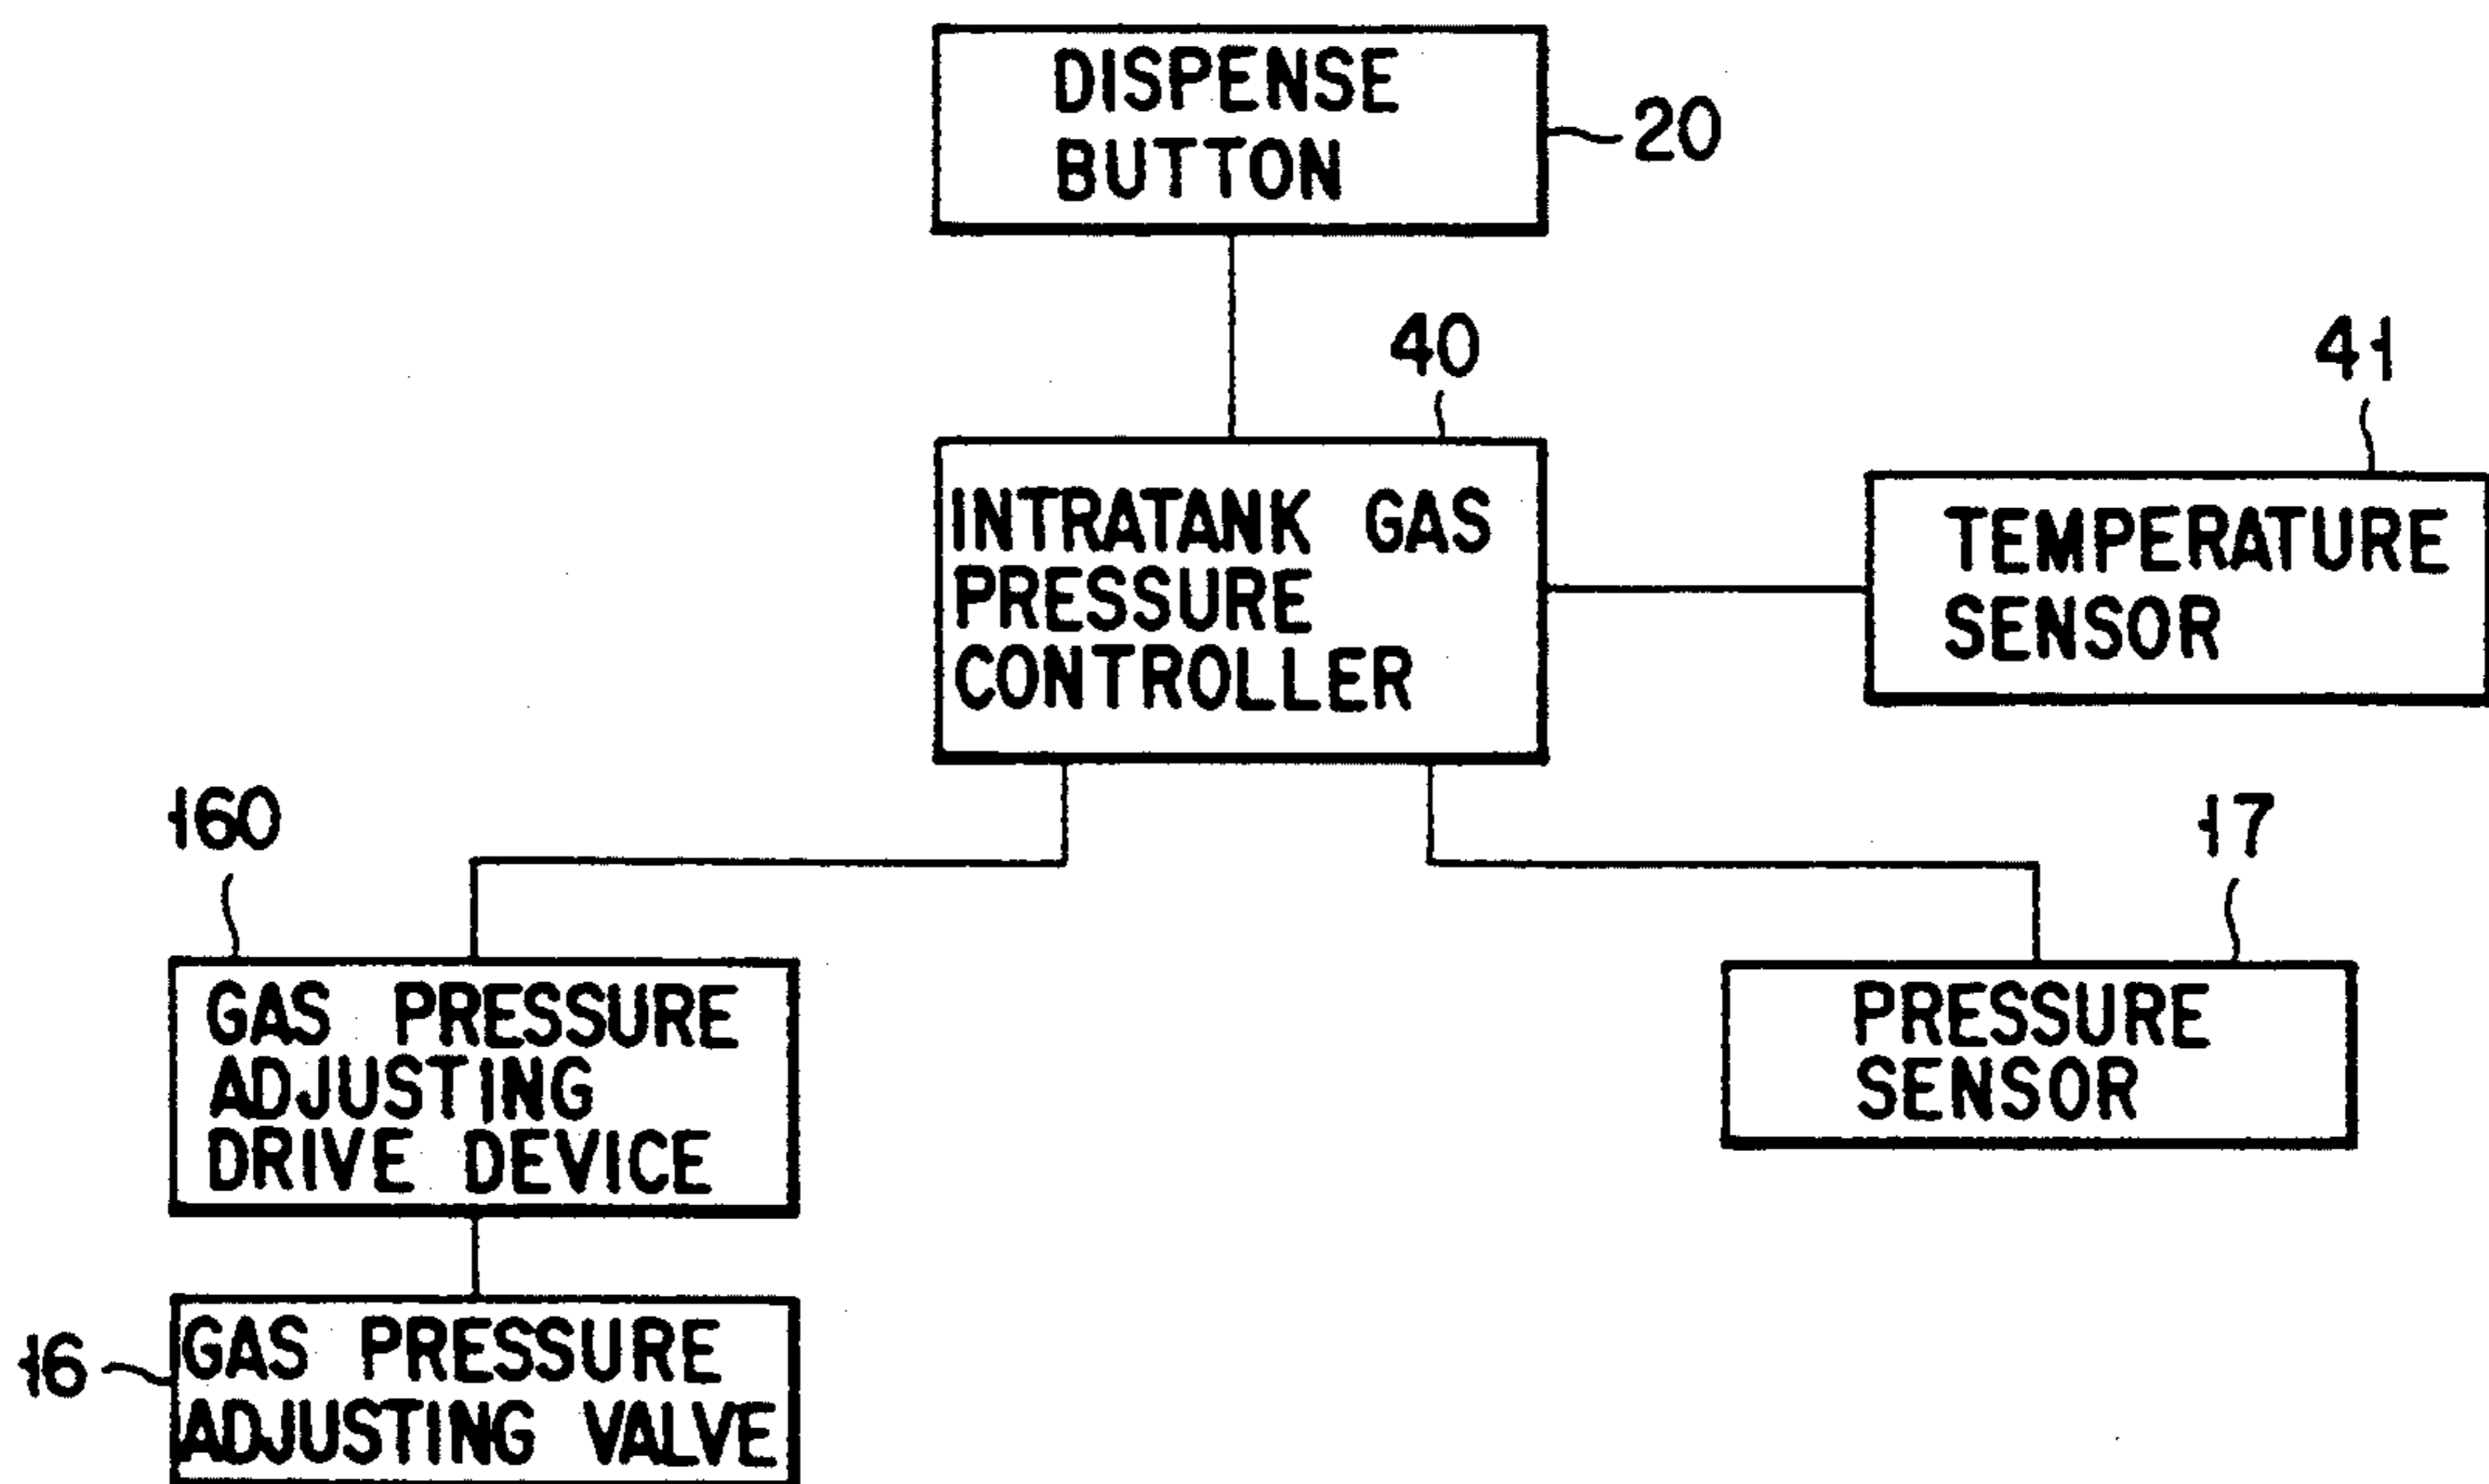 DISPENSE
BUTTON
20
40
41
INTRATANK GAS
PRESSURE
CONTROLLER
TEMPERATURE
SENSOR
160
17
GAS PRESSURE
ADJUSTING
DRIVE DEVICE
PRESSURE
SENSOR
16
GAS PRESSURE
ADJUSTING VALVE